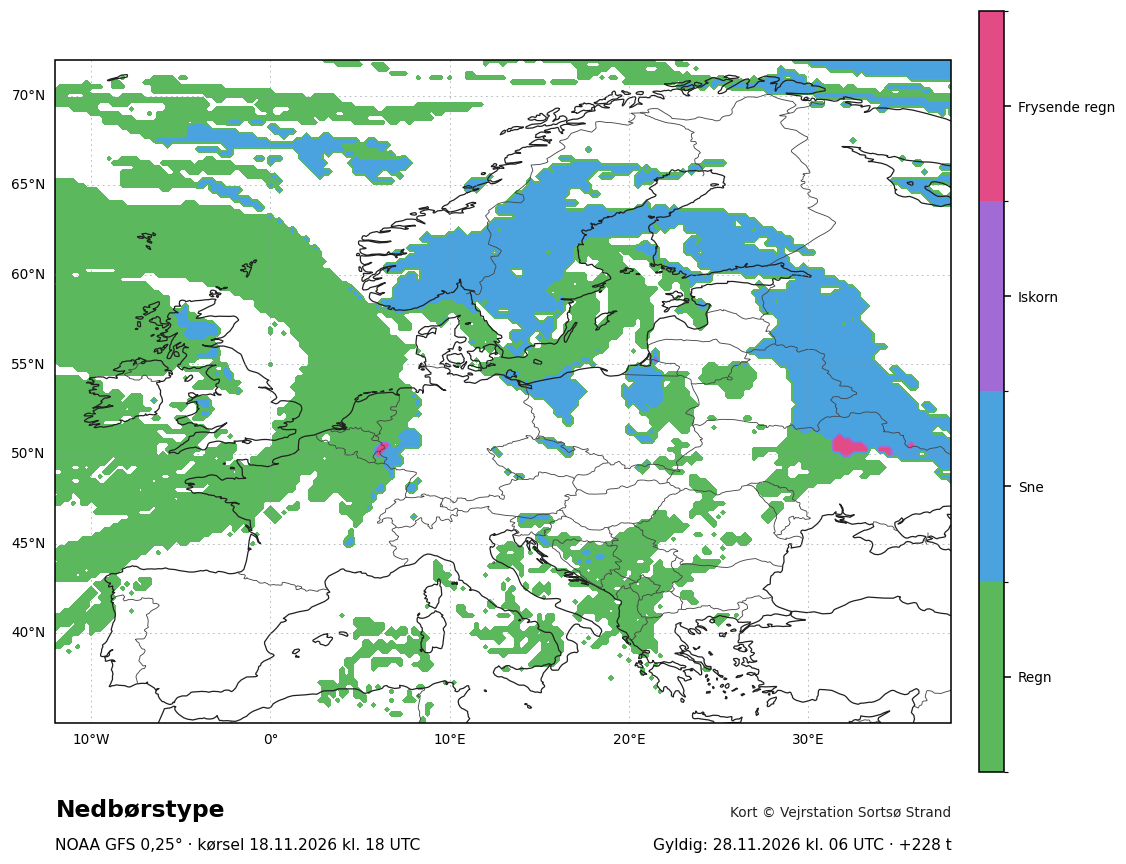 70°N
65°N
60°N
55°N
50°N
45°N
40°N
10°W
0°
10°E
20°E
30°E
Frysende regn
Iskorn
Sne
Regn
Nedbørstype
Kort © Vejrstation Sortsø Strand
NOAA GFS 0,25° · kørsel 18.11.2026 kl. 18 UTC
Gyldig: 28.11.2026 kl. 06 UTC · +228 t